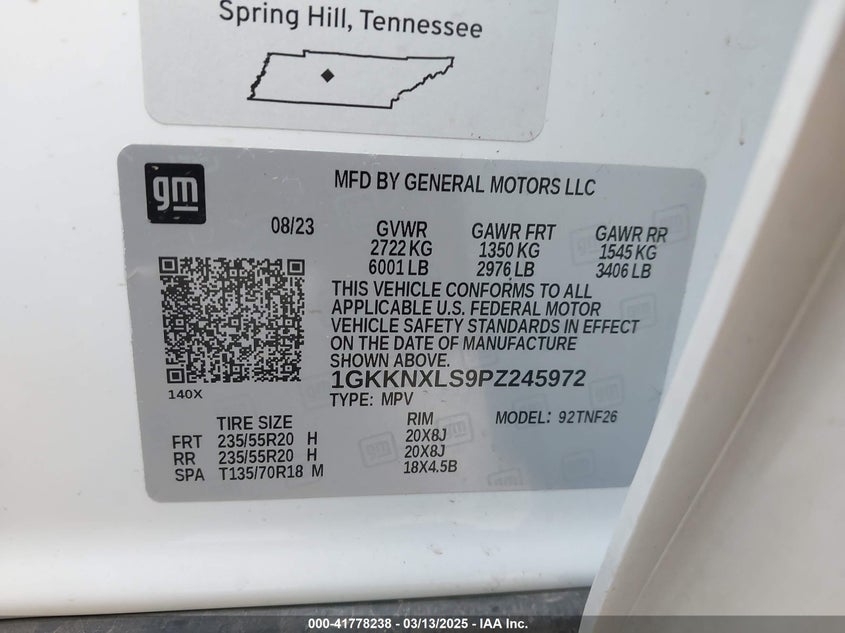 Spring Hill, Tennessee
gm
MFD BY GENERAL MOTORS LLC
08/23
GVWR GAWR FRT GAWR RR
2722 KG 1350 KG 1545 KG
6001 LB 2976 LB 3406 LB
THIS VEHICLE CONFORMS TO ALL
APPLICABLE U.S. FEDERAL MOTOR
VEHICLE SAFETY STANDARDS IN EFFECT
ON THE DATE OF MANUFACTURE
SHOWN ABOVE.
1GKKNXLS9PZ245972
140X
TYPE: MPV
TIRE SIZE RIM MODEL: 92TNF26
FRT 235/55R20 H 20X8J
RR 235/55R20 H 20X8J
SPA T135/70R18 M 18X4.5B
000-41778238 - 03/13/2025 - IAA Inc.